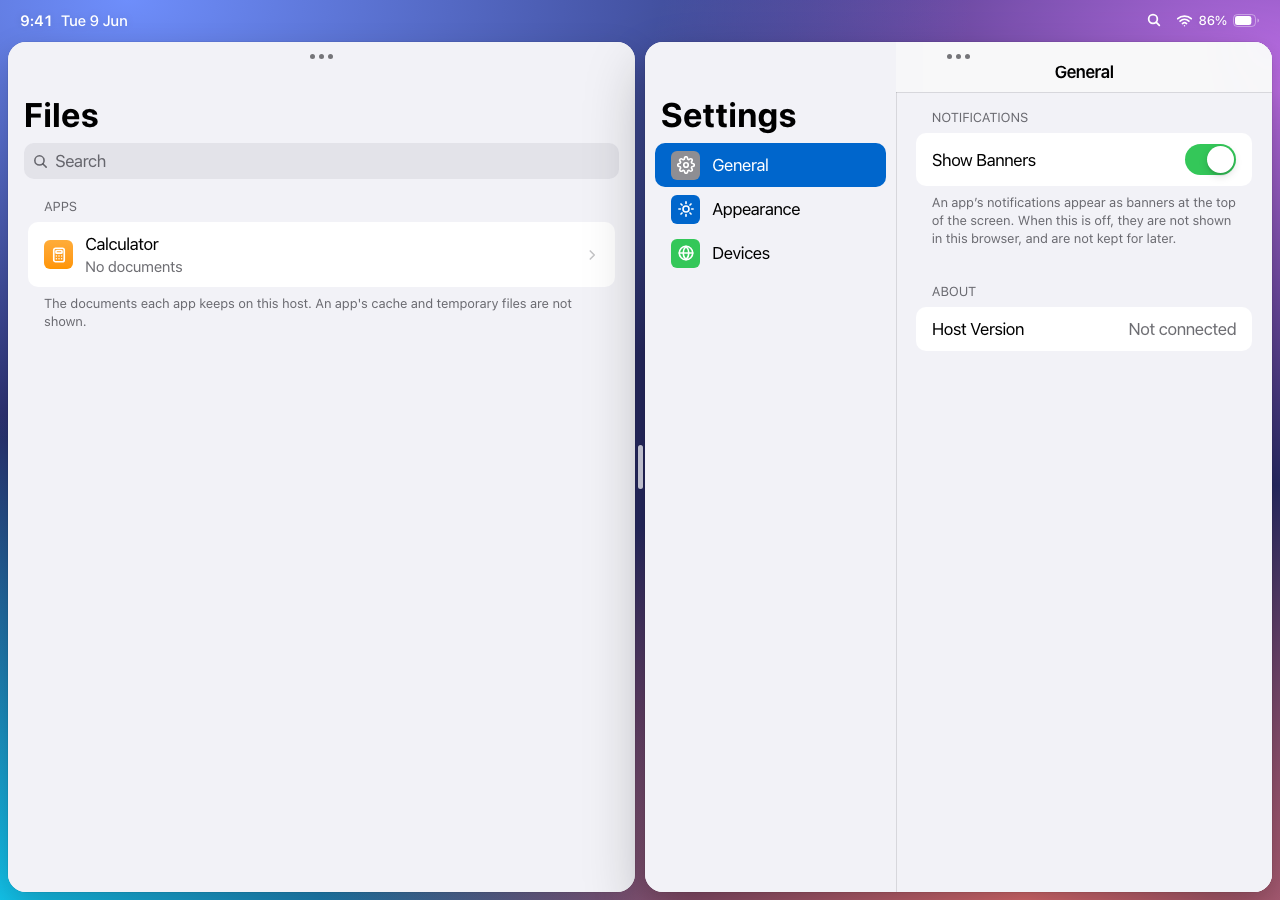 9:41 Tue 9 Jun
86%
Files
Search
APPS
Calculator
No documents
The documents each app keeps on this host. An app's cache and temporary files are not
shown.
Settings
General
Appearance
Devices
General
NOTIFICATIONS
Show Banners
An app’s notifications appear as banners at the top
of the screen. When this is off, they are not shown
in this browser, and are not kept for later.
ABOUT
Host Version Not connected